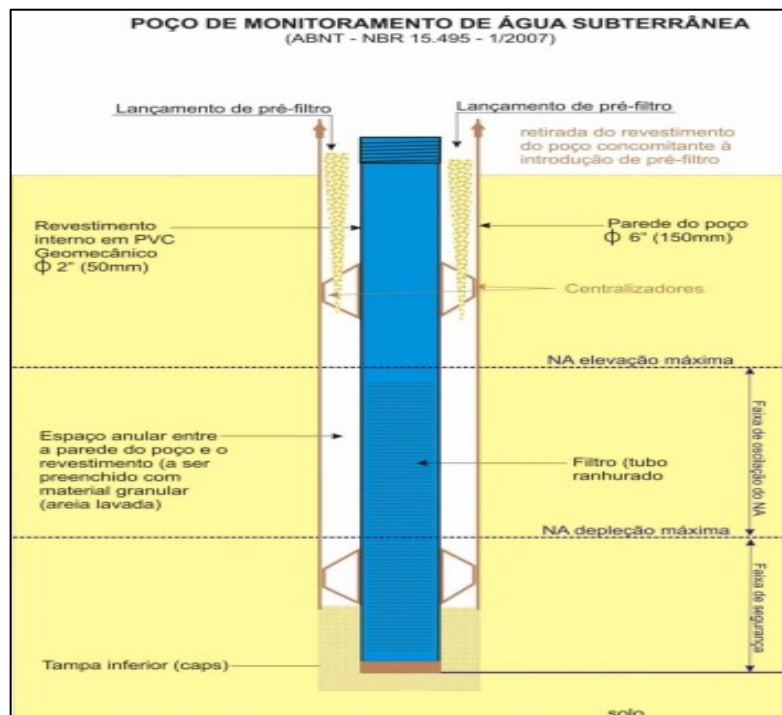 POÇO DE MONITORAMENTO DE ÁGUA SUBTERRÂNEA
(ABNT - NBR 15.495 - 1/2007)
Lançamento de pré-filtro
Lançamento de pré-filtro
retirada do revestimento
do poço concomitante à
introdução de pré-filtro
Revestimento
interno em PVC
Geomecânico
ϕ 2" (50mm)
Parede do poço
ϕ 6" (150mm)
Centralizadores
NA elevação máxima
Espaço anular entre
a parede do poço e o
revestimento (a ser
preenchido com
material granular
(areia lavada)
Filtro (tubo
ranhurado
Faixa de oscilação do NA
NA depleção máxima
Faixa de segurança
Tampa inferior (caps)
solo